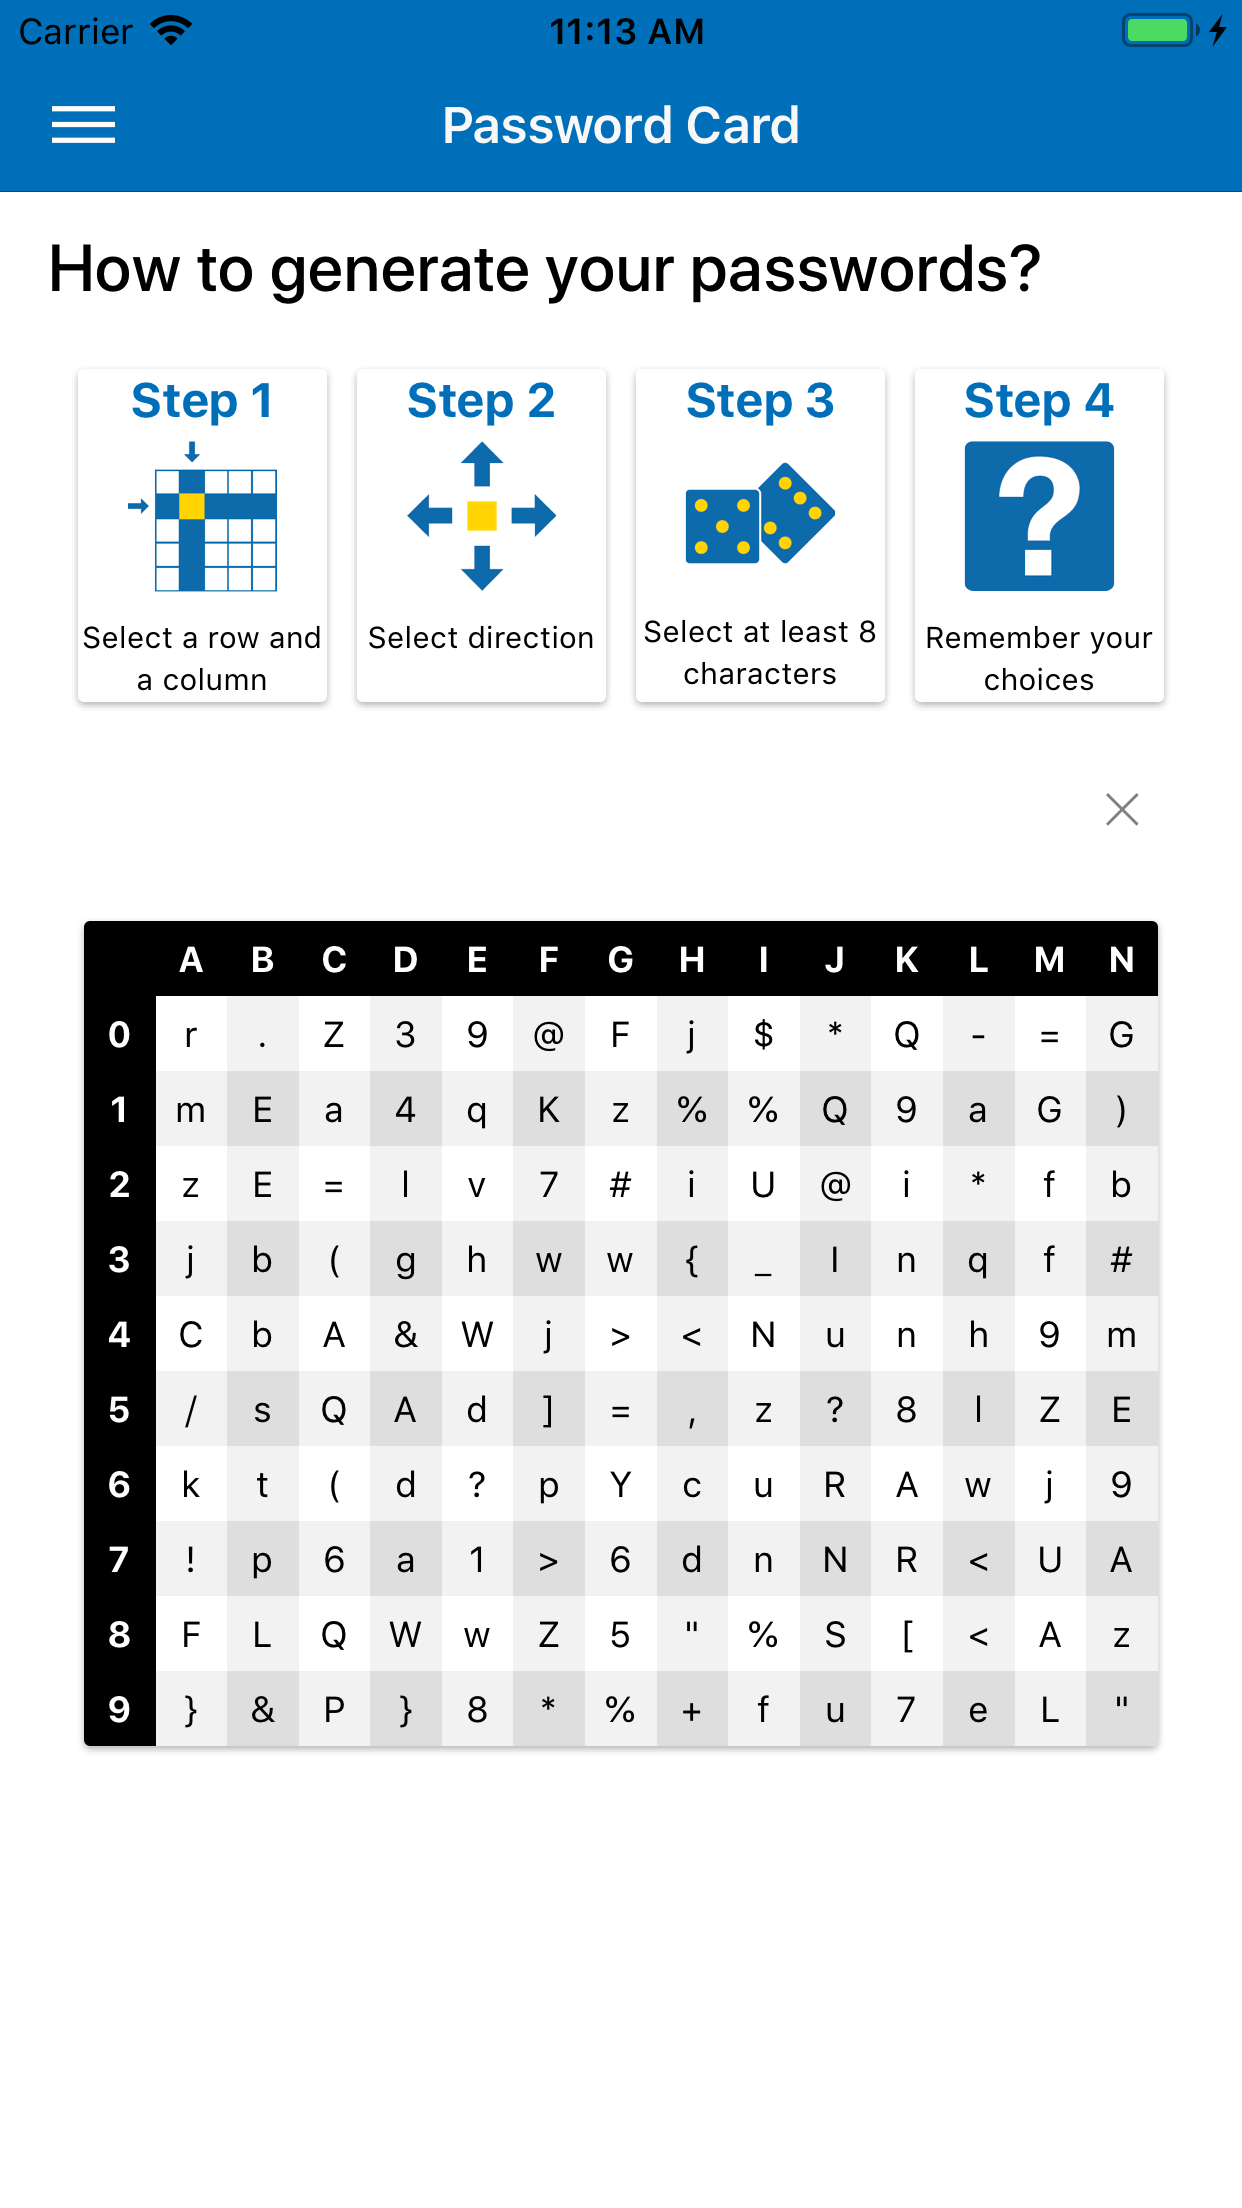 Carrier 11:13 AM
Password Card
How to generate your passwords?
Step 1 Step 2 Step 3 Step 4
?
Select a row and Select direction Select at least 8 Remember your
a column characters choices
A B C D E F G H I J K L M N
0 r . Z 3 9 @ F j $ * Q - = G
1 m E a 4 q K z % % Q 9 a G )
2 z E = l v 7 # i U @ i * f b
3 j b ( g h w w { _ I n q f #
4 C b A & W j > < N u n h 9 m
5 / s Q A d ] = , z ? 8 l Z E
6 k t ( d ? p Y c u R A w j 9
7 ! p 6 a 1 > 6 d n N R < U A
8 F L Q W w Z 5 " % S [ < A z
9 } & P } 8 * % + f u 7 e L "